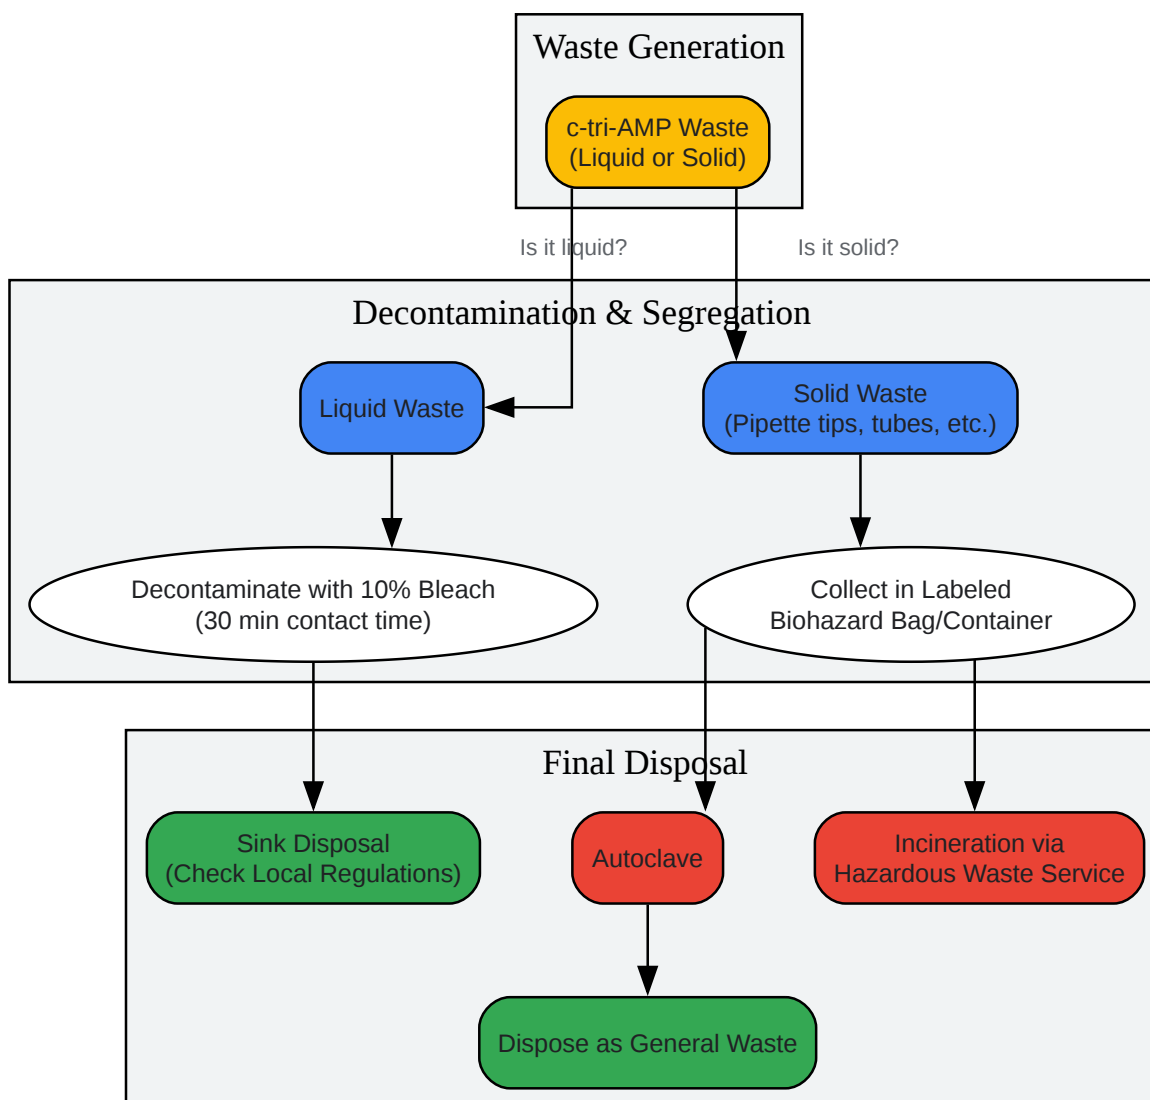 Waste Generation
c-tri-AMP Waste
(Liquid or Solid)
Is it liquid?
Is it solid?
Decontamination & Segregation
Liquid Waste
Solid Waste
(Pipette tips, tubes, etc.)
Decontaminate with 10% Bleach
(30 min contact time)
Collect in Labeled
Biohazard Bag/Container
Final Disposal
Sink Disposal
(Check Local Regulations)
Autoclave
Incineration via
Hazardous Waste Service
Dispose as General Waste